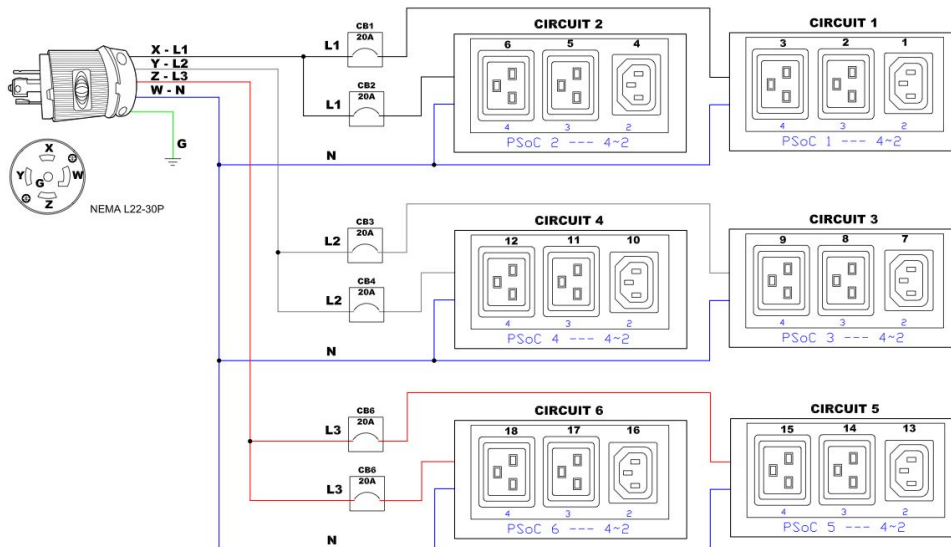 X - L1
Y - L2
Z - L3
W - N
G
X
Y
G
W
Z
NEMA L22-30P
CB1
20A
L1
CB2
20A
L1
N
CIRCUIT 2
6 5 4
4 3 2
PSoC 2 --- 4~2
CIRCUIT 1
3 2 1
4 3 2
PSoC 1 --- 4~2
CB3
20A
L2
CB4
20A
L2
N
CIRCUIT 4
12 11 10
4 3 2
PSoC 4 --- 4~2
CIRCUIT 3
9 8 7
4 3 2
PSoC 3 --- 4~2
CB6
20A
L3
CB6
20A
L3
N
CIRCUIT 6
18 17 16
4 3 2
PSoC 6 --- 4~2
CIRCUIT 5
15 14 13
4 3 2
PSoC 5 --- 4~2